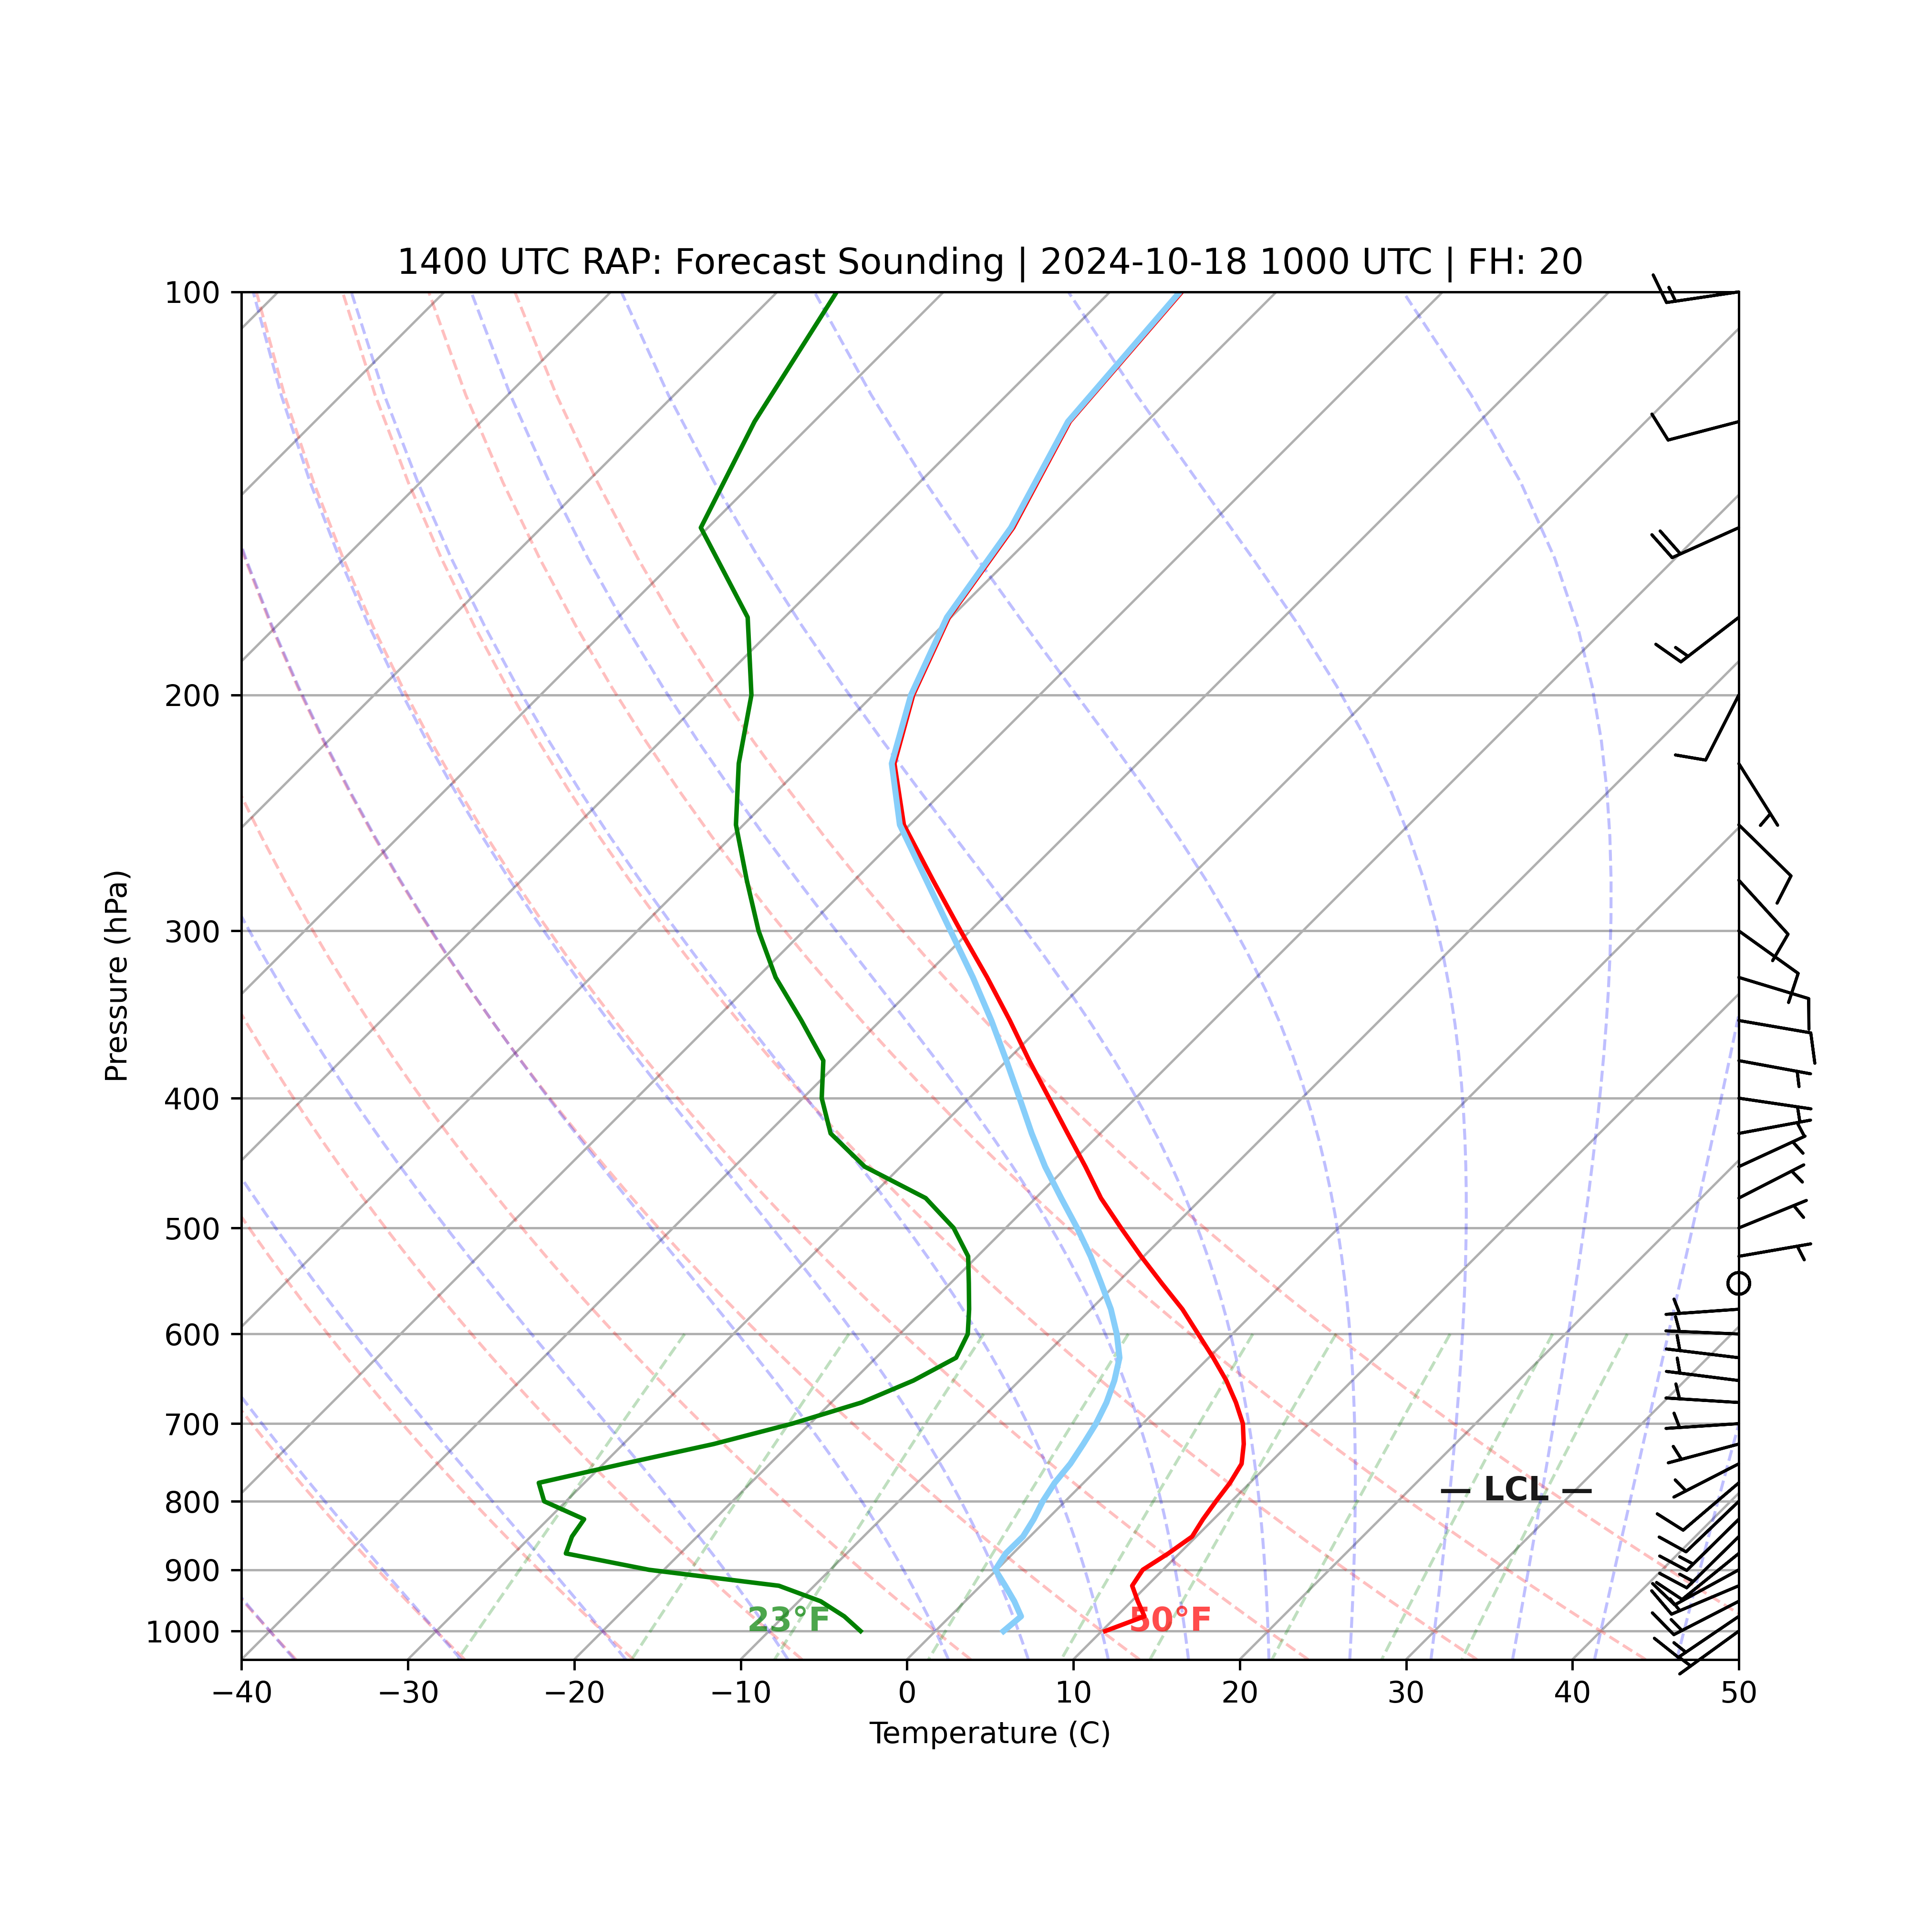 1400 UTC RAP: Forecast Sounding | 2024-10-18 1000 UTC | FH: 20
100
200
300
400
500
600
700
800
900
1000
Pressure (hPa)
— LCL —
23°F
50°F
−40 −30 −20 −10 0 10 20 30 40 50
Temperature (C)